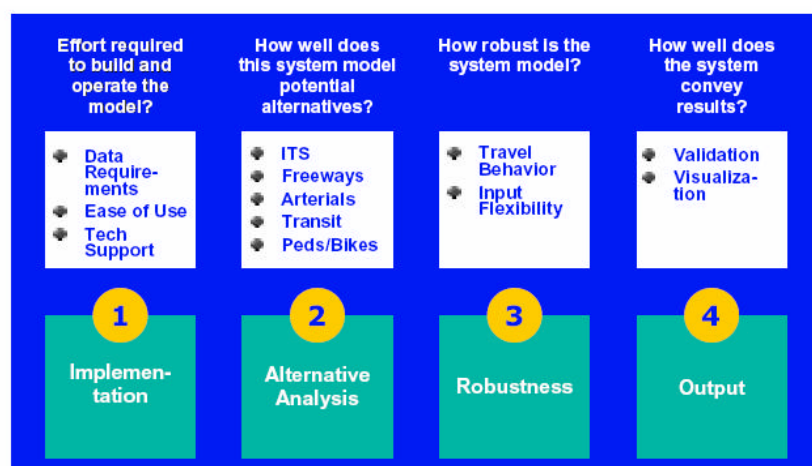 Effort required
to build and
operate the
model?
How well does
this system model
potential
alternatives?
How robust is the
system model?
How well does
the system
convey
results?
Data
Require-
ments
Ease of Use
Tech
Support
ITS
Freeways
Arterials
Transit
Peds/Bikes
Travel
Behavior
Input
Flexibility
Validation
Visualiza-
tion
1
2
3
4
Implemen-
tation
Alternative
Analysis
Robustness
Output